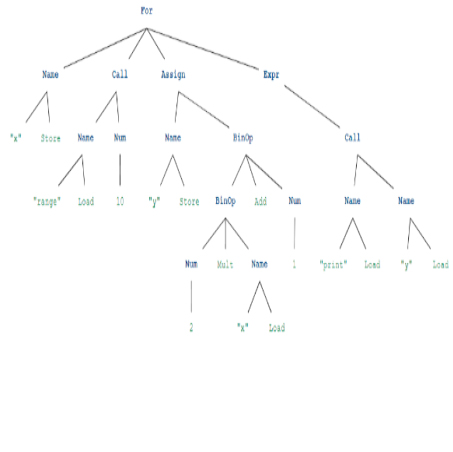 For
Name Call Assign Expr
"x" Store Name Num Name BinOp Call
"range" Load 10 "y" Store BinOp Add Num Name Name
Num Mult Name 1 "print" Load "y" Load
2 "x" Load